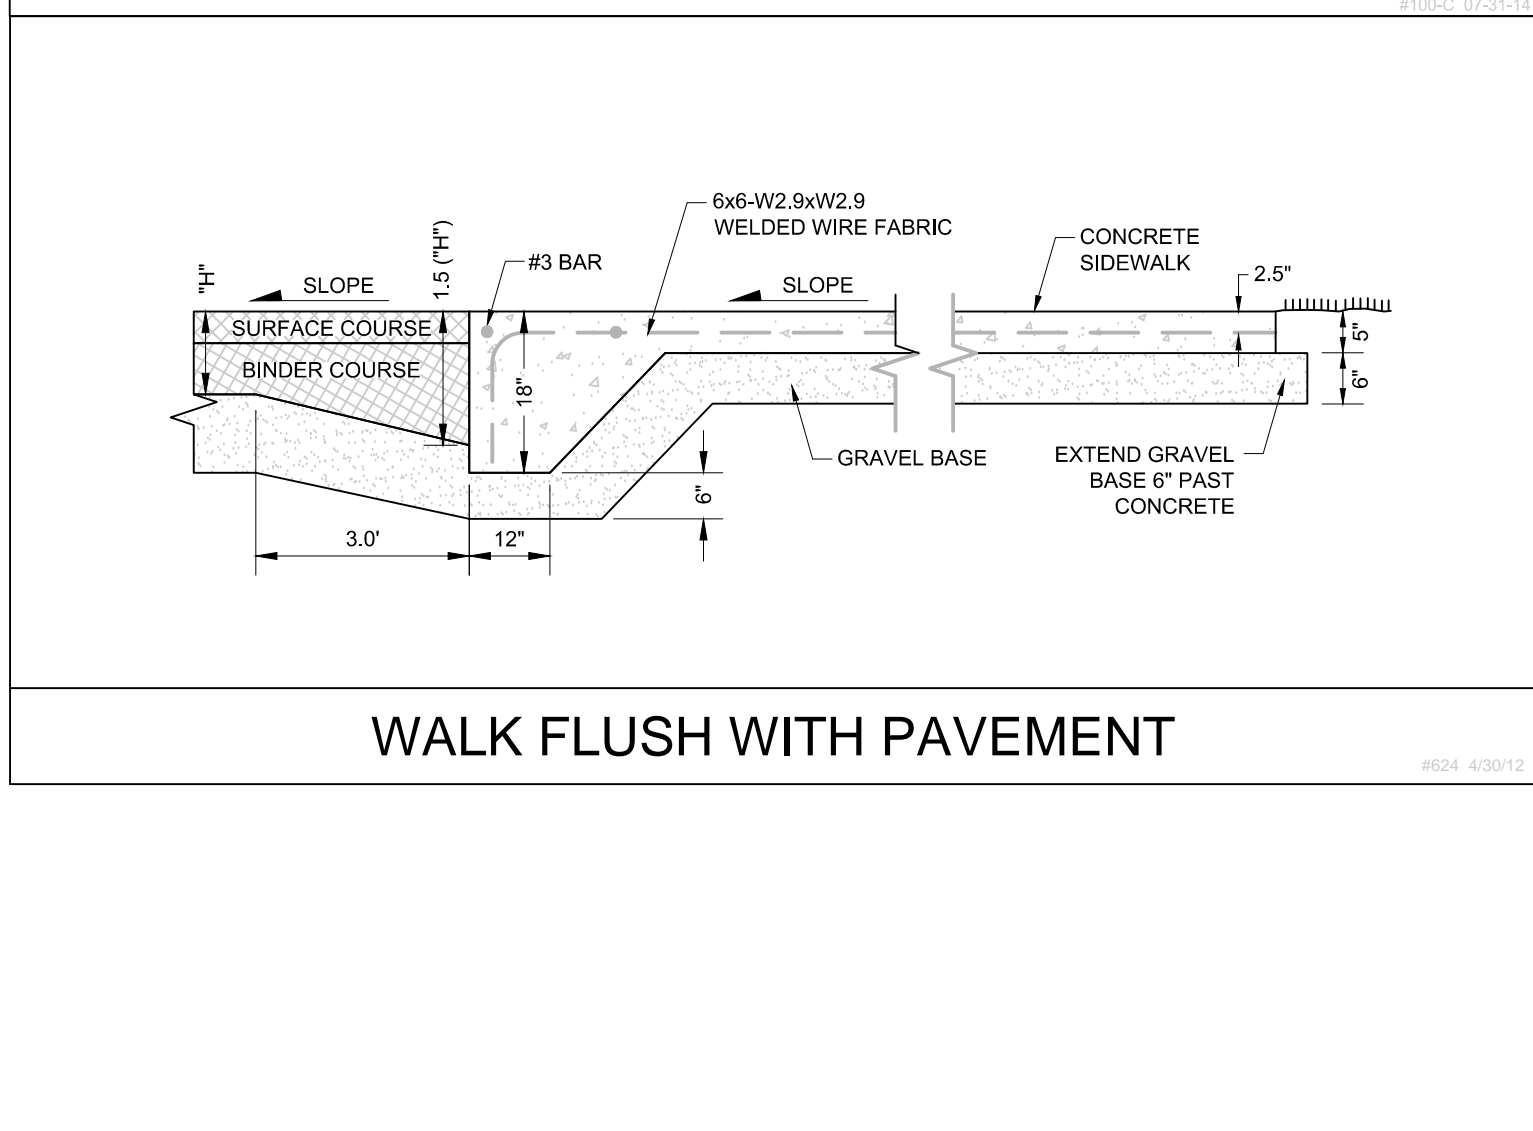 #100-C 07-31-14
6x6-W2.9xW2.9
WELDED WIRE FABRIC
CONCRETE
SIDEWALK
#3 BAR
2.5"
"H"
SLOPE
1.5 ("H")
SLOPE
SURFACE COURSE
5"
BINDER COURSE
18"
6"
GRAVEL BASE
EXTEND GRAVEL
BASE 6" PAST
CONCRETE
6"
3.0'
12"
WALK FLUSH WITH PAVEMENT
#624 4/30/12